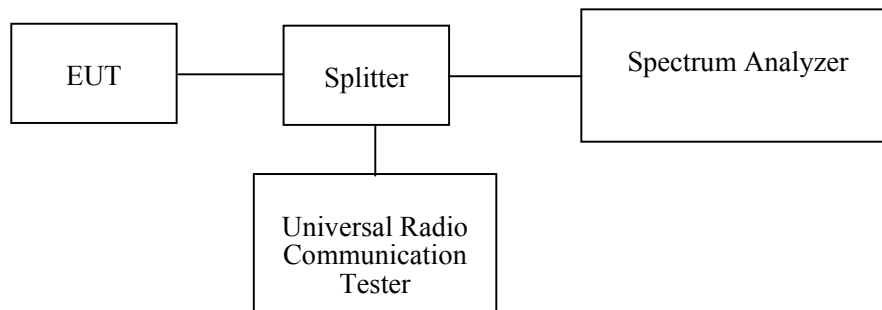 EUT
Splitter
Spectrum Analyzer
Universal Radio
Communication
Tester